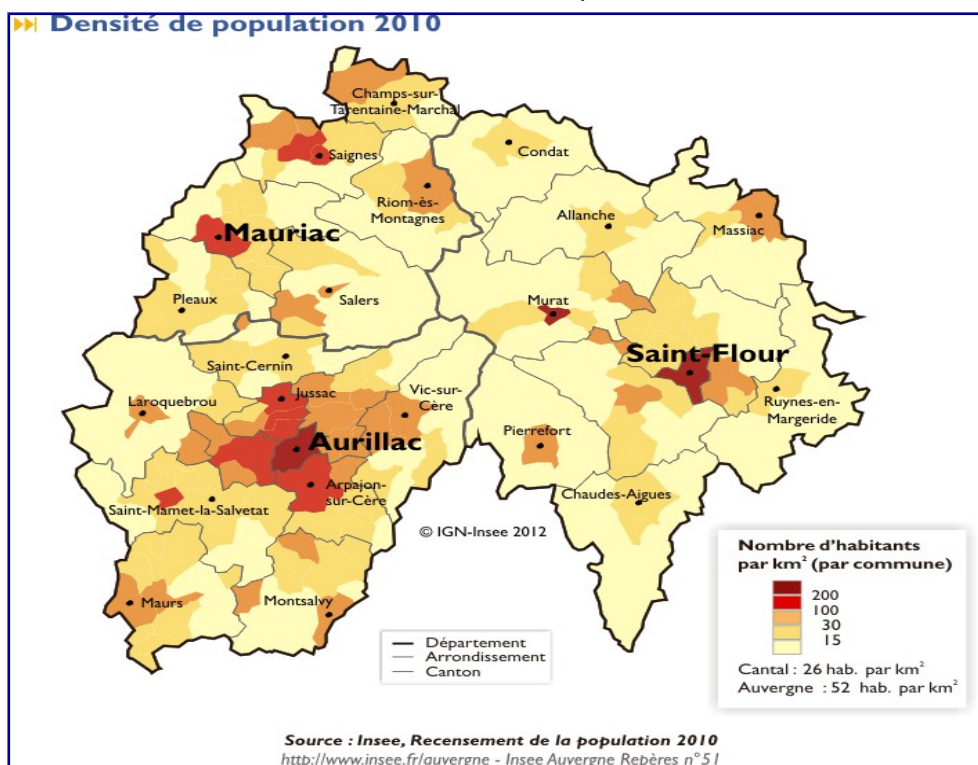 Densité de population 2010
Champs-sur-
Tarentaine-Marchal
Saignes
Condat
Riom-ès-
Montagnes
Allanche
Massiac
Mauriac
Pleaux
Salers
Murat
Saint-Flour
Saint-Cernin
Jussac
Vic-sur-
Cère
Laroquebrou
Ruynes-en-
Margeride
Aurillac
Pierrefort
Arpajon-
sur-Cère
Chaudes-Aigues
Saint-Mamet-la-Salvetat
© IGN-Insee 2012
Maurs
Montsalvy
Nombre d'habitants
par km² (par commune)
200
100
30
15
Cantal : 26 hab. par km²
Auvergne : 52 hab. par km²
Département
Arrondissement
Canton
Source : Insee, Recensement de la population 2010
http://www.insee.fr/auvergne - Insee Auvergne Repères n°51